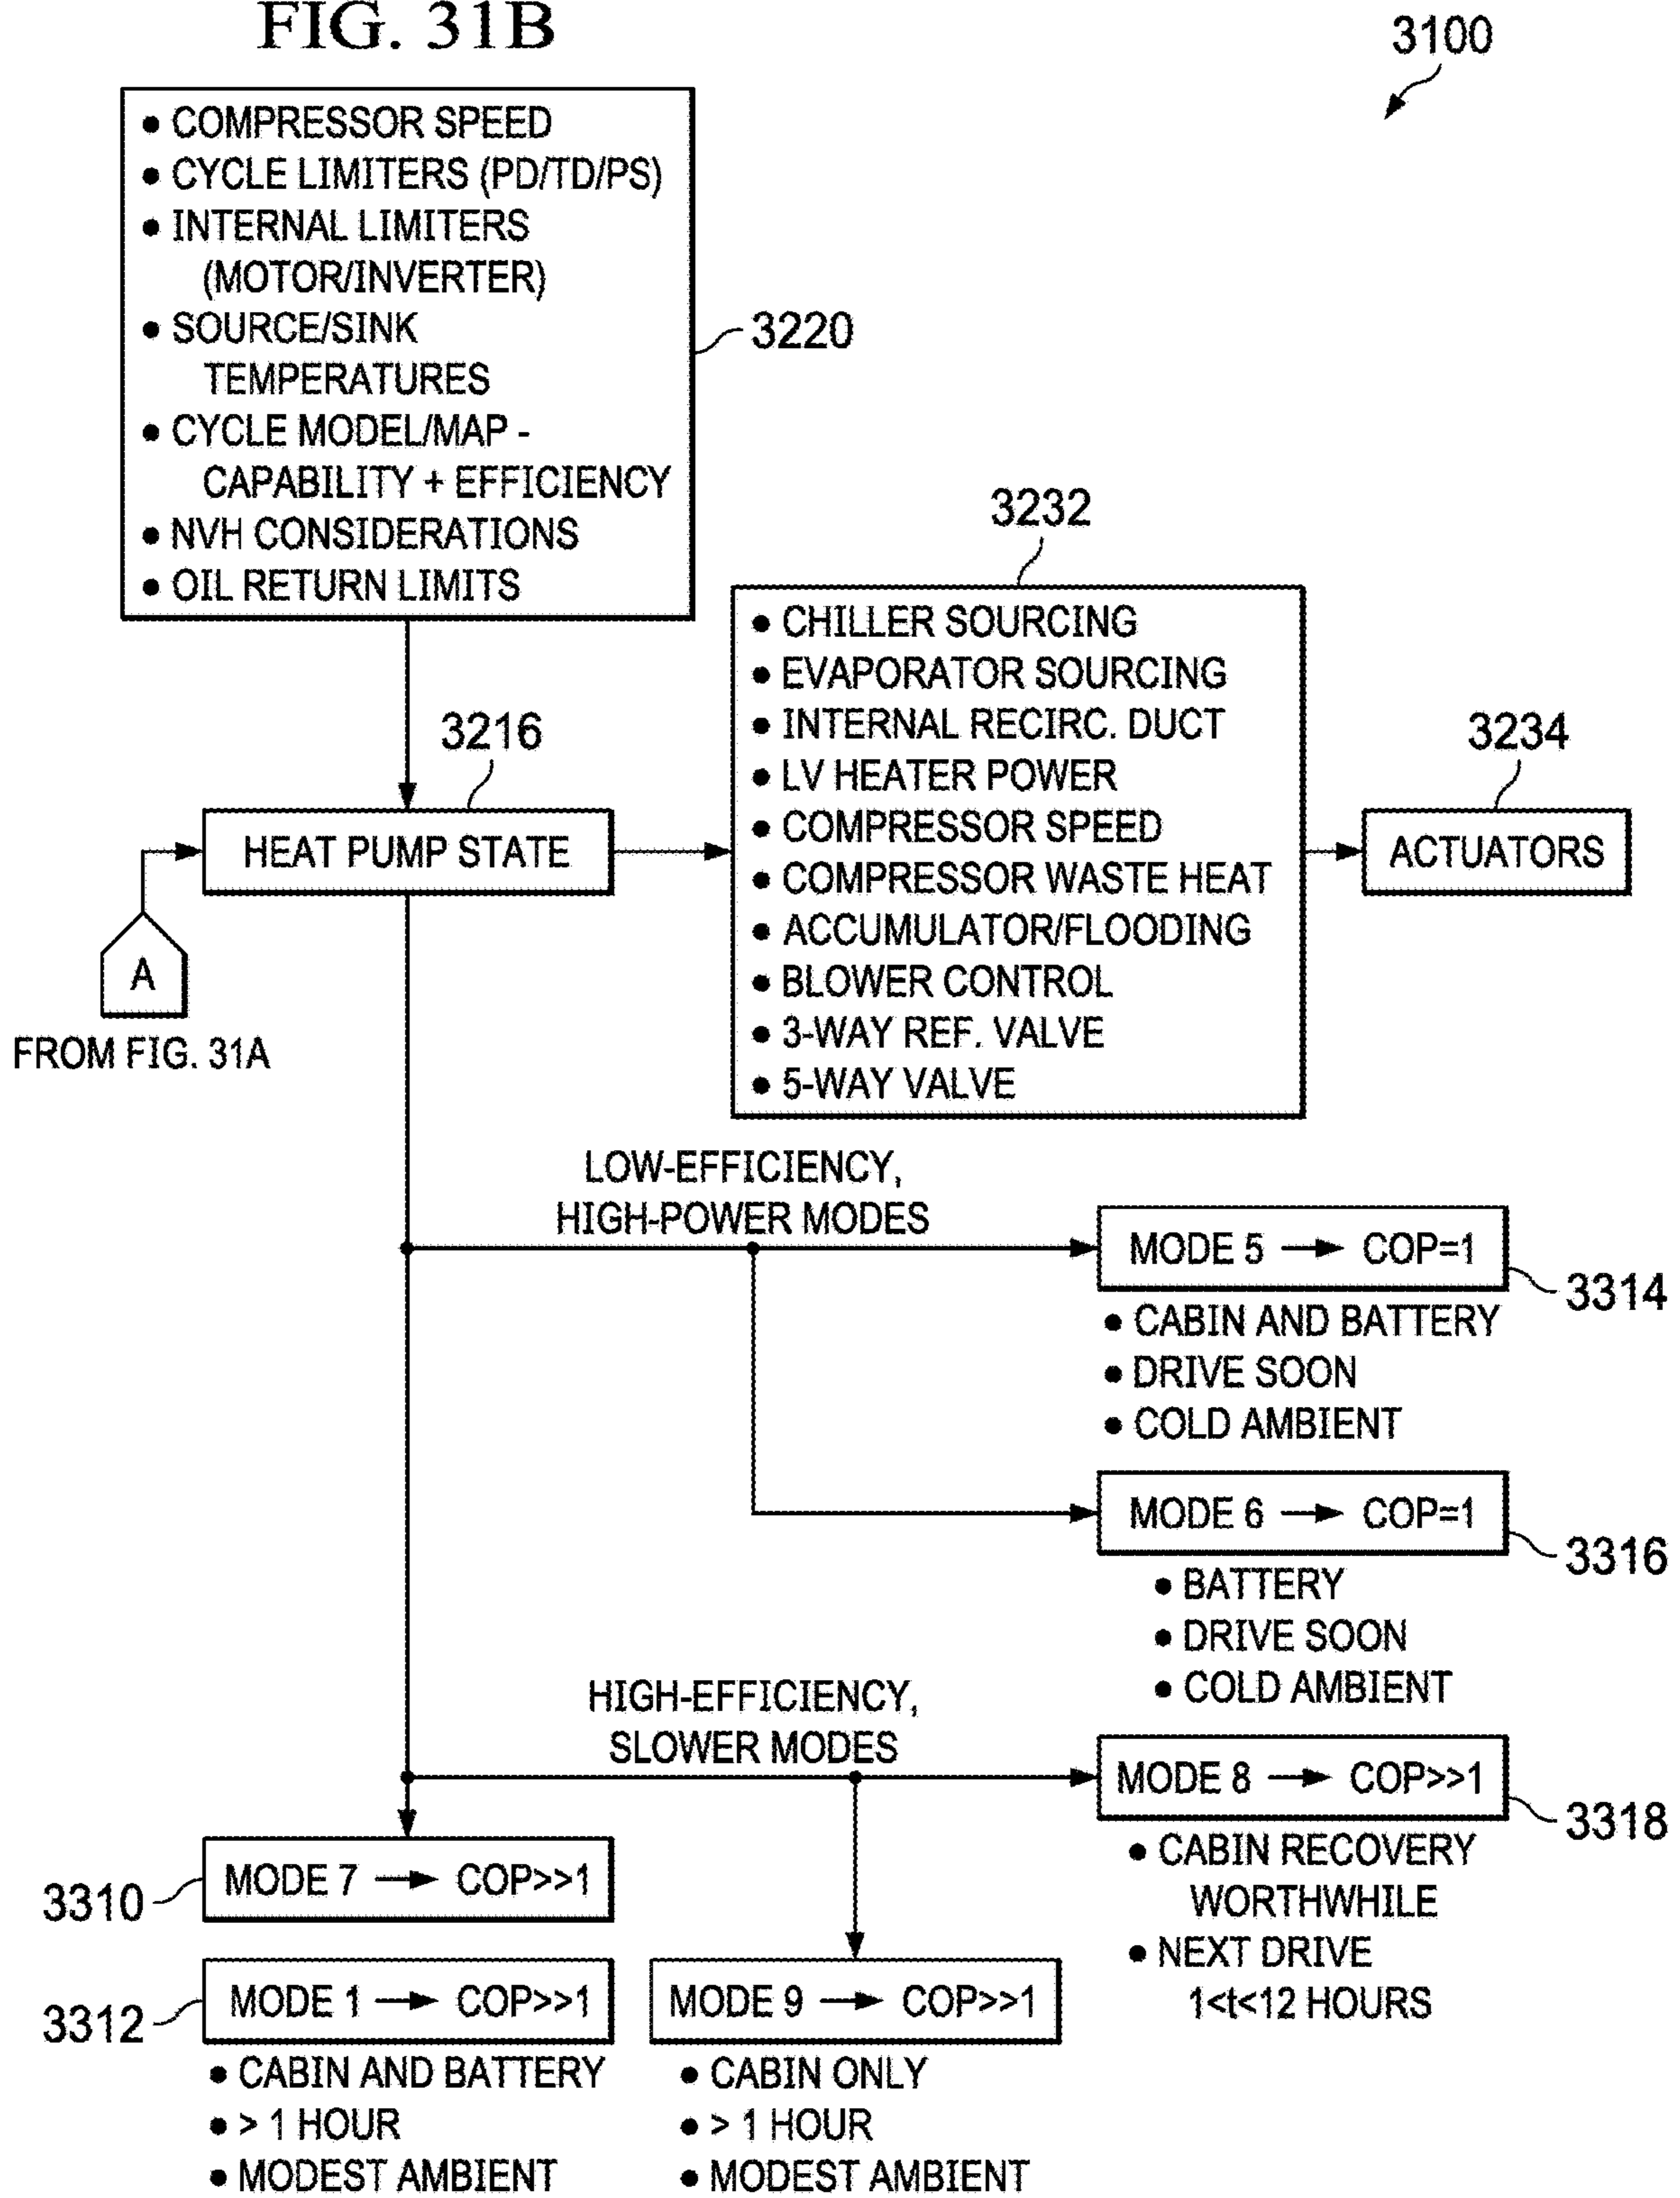 FIG. 31B
3100
• COMPRESSOR SPEED
• CYCLE LIMITERS (PD/TD/PS)
• INTERNAL LIMITERS
(MOTOR/INVERTER)
• SOURCE/SINK
TEMPERATURES
• CYCLE MODEL/MAP -
CAPABILITY + EFFICIENCY
• NVH CONSIDERATIONS
• OIL RETURN LIMITS
3220
3232
• CHILLER SOURCING
• EVAPORATOR SOURCING
• INTERNAL RECIRC. DUCT
• LV HEATER POWER
• COMPRESSOR SPEED
• COMPRESSOR WASTE HEAT
• ACCUMULATOR/FLOODING
• BLOWER CONTROL
• 3-WAY REF. VALVE
• 5-WAY VALVE
3216
HEAT PUMP STATE
3234
ACTUATORS
A
FROM FIG. 31A
LOW-EFFICIENCY,
HIGH-POWER MODES
MODE 5 → COP=1
3314
• CABIN AND BATTERY
• DRIVE SOON
• COLD AMBIENT
MODE 6 → COP=1
3316
• BATTERY
• DRIVE SOON
• COLD AMBIENT
HIGH-EFFICIENCY,
SLOWER MODES
MODE 8 → COP>>1
3318
• CABIN RECOVERY
WORTHWHILE
• NEXT DRIVE
1<t<12 HOURS
3310
MODE 7 → COP>>1
3312
MODE 1 → COP>>1
• CABIN AND BATTERY
• > 1 HOUR
• MODEST AMBIENT
MODE 9 → COP>>1
• CABIN ONLY
• > 1 HOUR
• MODEST AMBIENT